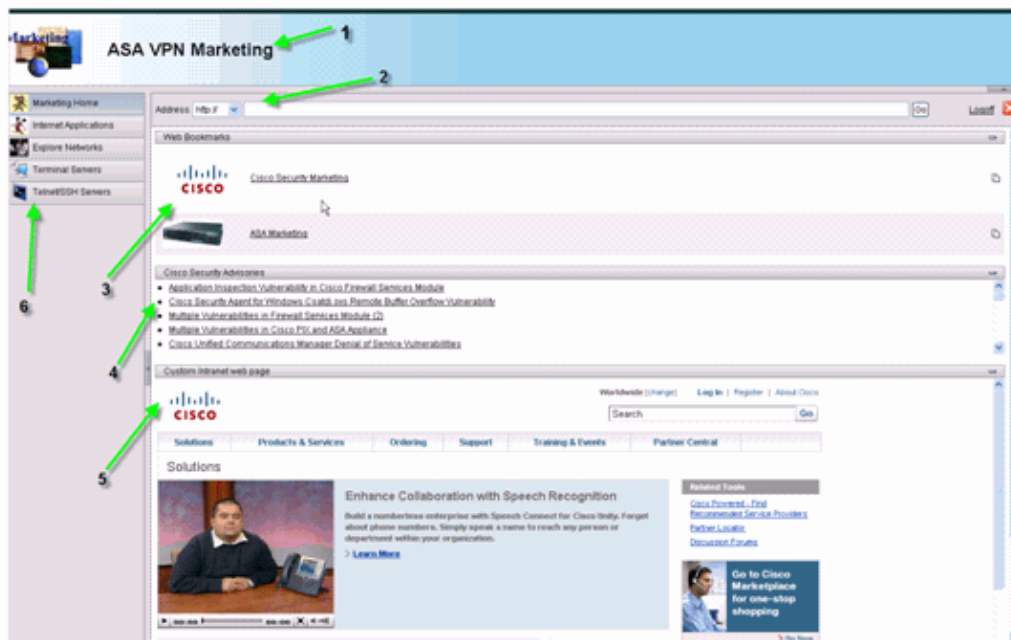 Marketing
ASA VPN Marketing
1
2
Marketing Home
Internet Applications
Explore Networks
Terminal Servers
Telnet/SSH Servers
6
Address http://
Go
Logoff
Web Bookmarks
CISCO
Cisco Security Marketing
ASA Marketing
3
Cisco Security Advisories
Application Inspection Vulnerability in Cisco Firewall Services Module
Cisco Security Agent for Windows Remote Buffer Overflow Vulnerability
Multiple Vulnerabilities in Firewall Services Module (2)
Multiple Vulnerabilities in Cisco PIX and ASA Appliance
Cisco Unified Communications Manager Denial of Service Vulnerabilities
4
Custom Intranet web page
5
CISCO
Worldwide [change] Log In | Register | About Cisco
Search Go
Solutions Products & Services Ordering Support Training & Events Partner Central
Solutions
Enhance Collaboration with Speech Recognition
Build a numberless enterprise with Speech Connect for Cisco Unity. Forget
about phone numbers. Simply speak a name to reach any person or
department within your organization.
Learn More
Related Tools
Cisco Powered - Find
Recommended Service Providers
Partner Locator
Discussion Forums
Go to Cisco
Marketplace
for one-stop
shopping